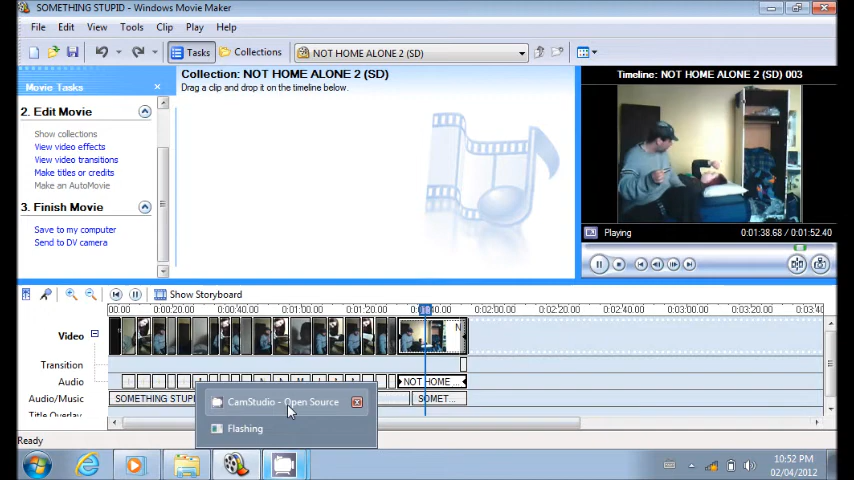 SOMETHING STUPID - Windows Movie Maker
File Edit View Tools Clip Play Help
Tasks Collections NOT HOME ALONE 2 (SD)
Movie Tasks
2. Edit Movie
Show collections
View video effects
View video transitions
Make titles or credits
Make an AutoMovie
3. Finish Movie
Save to my computer
Send to DV camera
Collection: NOT HOME ALONE 2 (SD)
Drag a clip and drop it on the timeline below.
Timeline: NOT HOME ALONE 2 (SD) 003
Playing 0:01:38.68 / 0:01:52.40
Show Storyboard
00.00 0:00:20.00 0:00:40.00 0:01:00.00 0:01:20.00 0:02:00.00 0:02:20.00 0:02:40.00 0:03:00.00 0:03:20.00 0:03:4
Video
Transition
Audio NOT HOME ...
Audio/Music SOMETHING STUPI SOMET...
Title Overlay
CamStudio - Open Source
Flashing
Ready
10:52 PM
02/04/2012